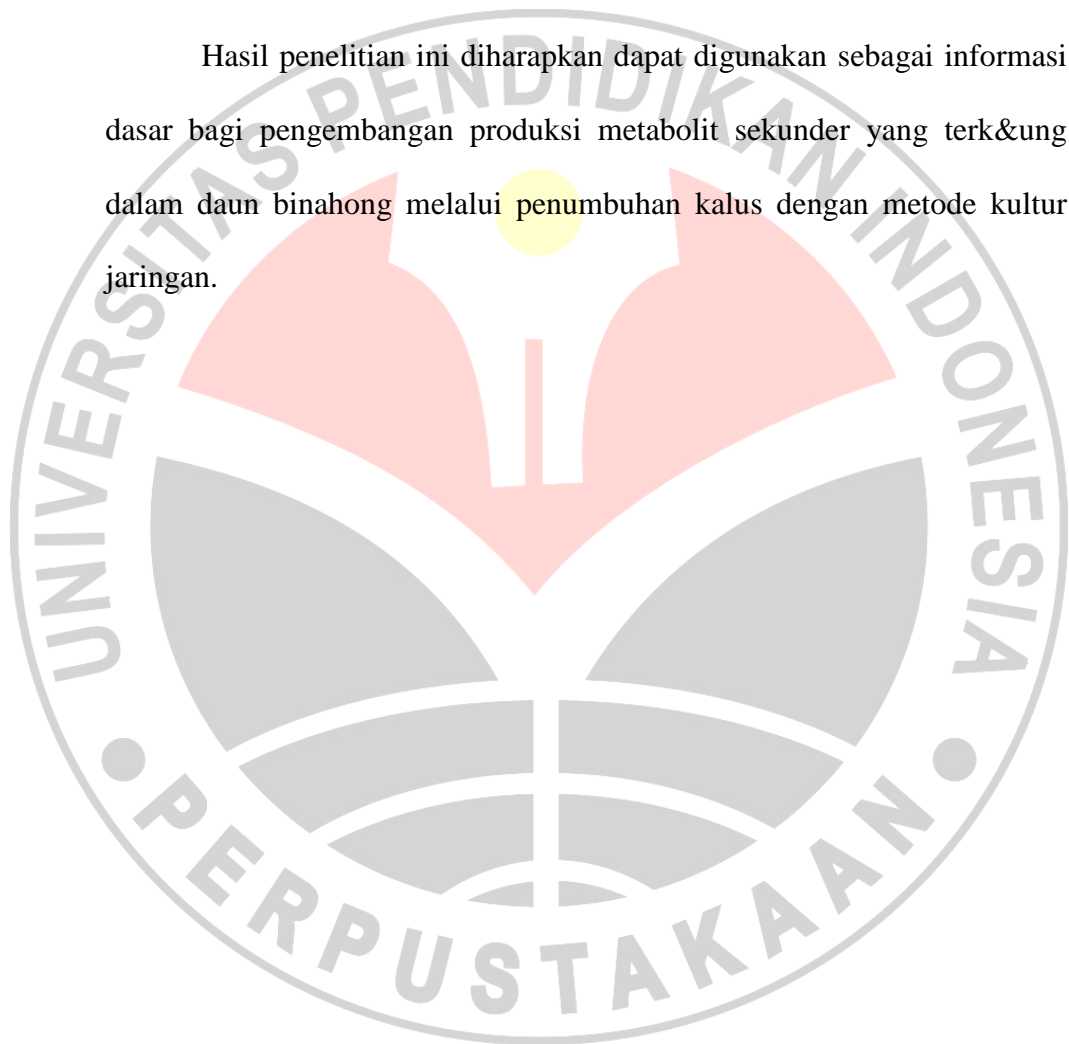 Hasil penelitian ini diharapkan dapat digunakan sebagai informasi
dasar bagi pengembangan produksi metabolit sekunder yang terk&ung
dalam daun binahong melalui penumbuhan kalus dengan metode kultur
jaringan.
UNIVERSITAS PENDIDIKAN INDONESIA
PERPUSTAKAAN